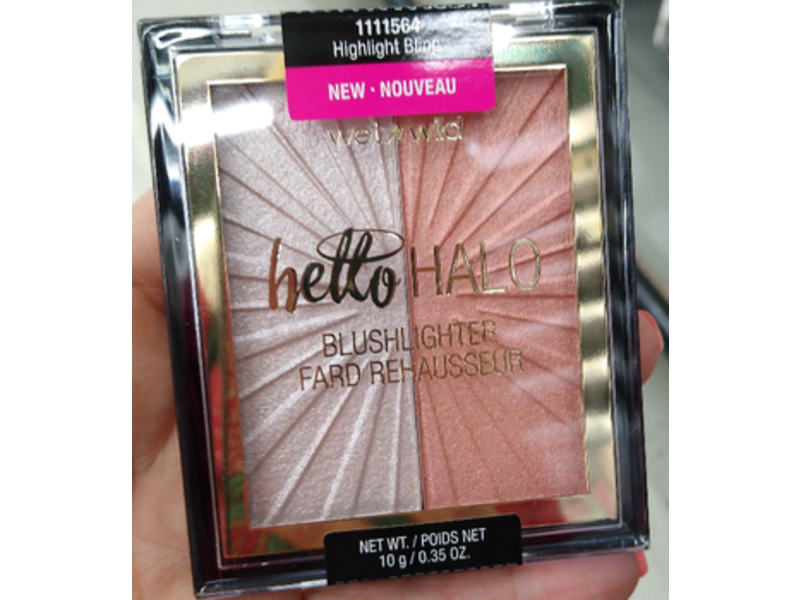 1111564
Highlight Bling
NEW · NOUVEAU
wet n wild
hello HALO
BLUSHLIGHTER
FARD REHAUSSEUR
NET WT. / POIDS NET
10 g / 0.35 OZ.